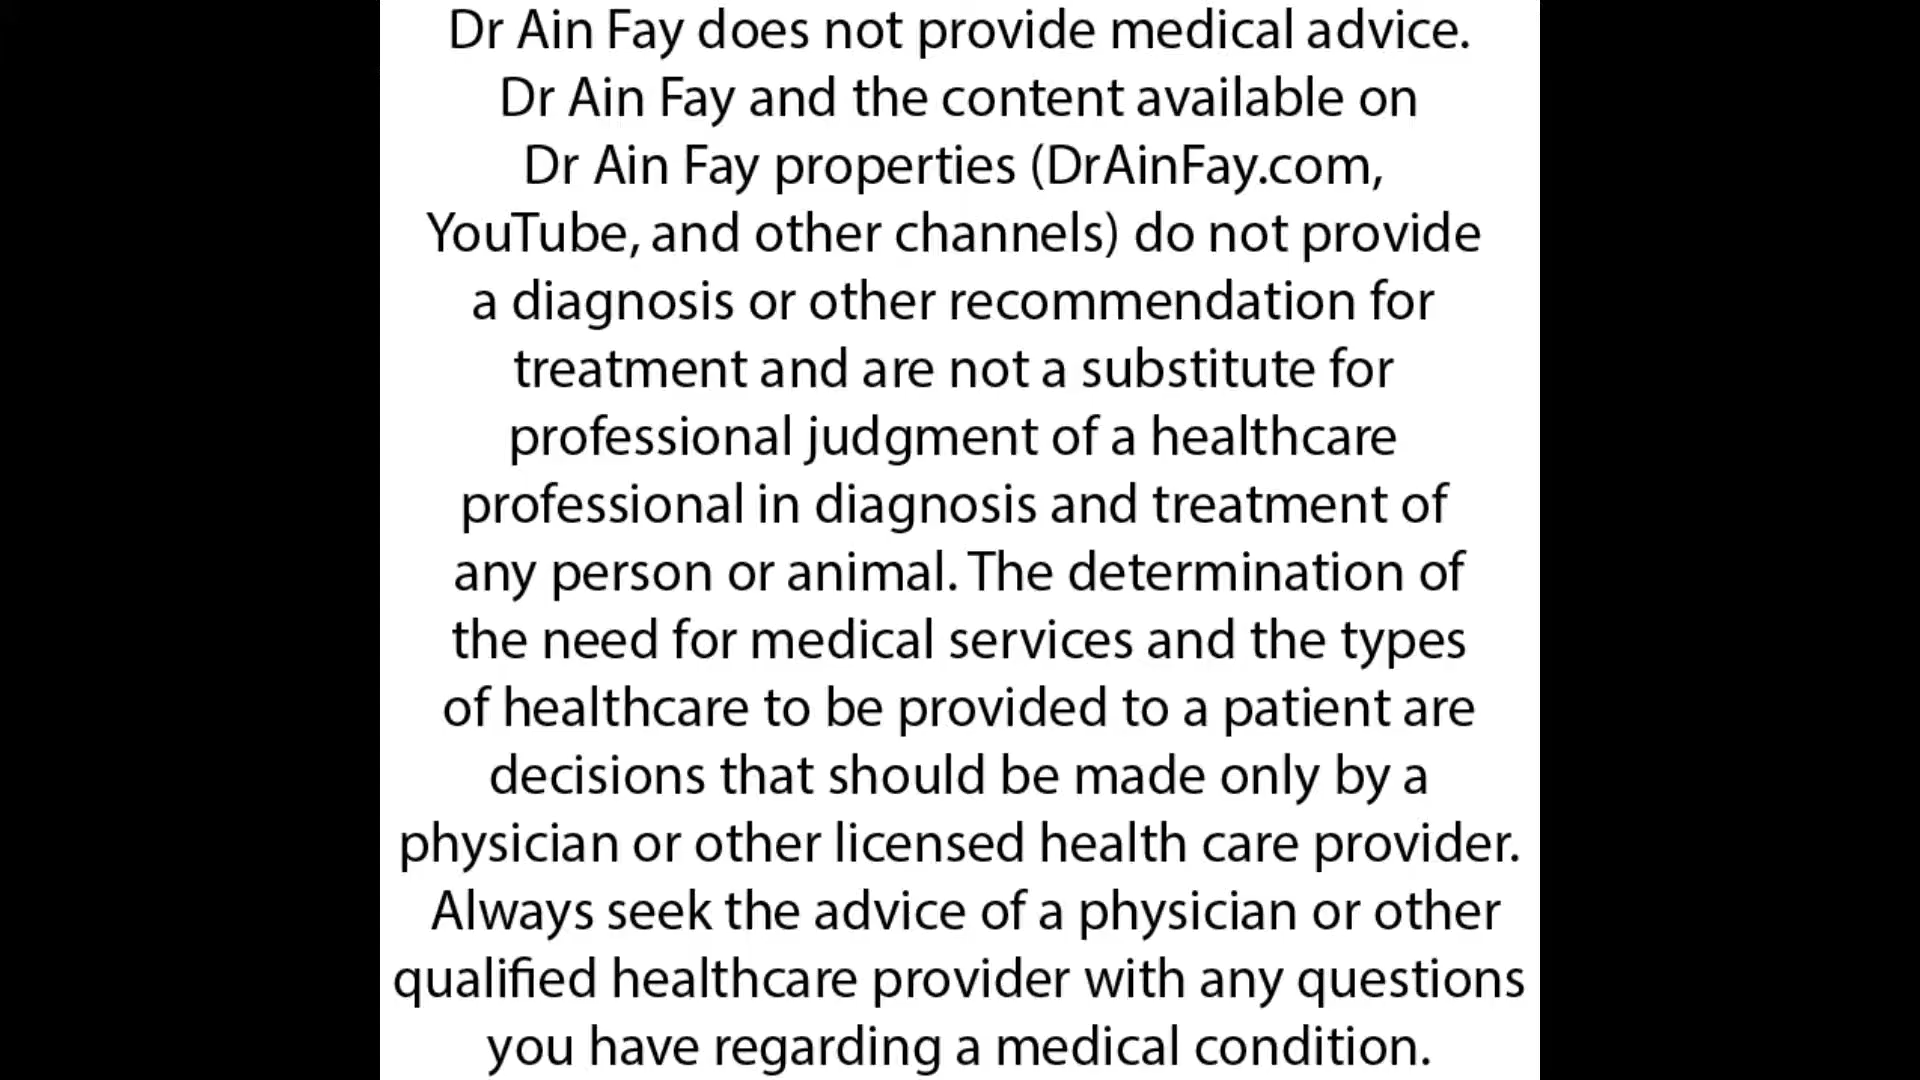 Dr Ain Fay does not provide medical advice.
Dr Ain Fay and the content available on
Dr Ain Fay properties (DrAinFay.com,
YouTube, and other channels) do not provide
a diagnosis or other recommendation for
treatment and are not a substitute for
professional judgment of a healthcare
professional in diagnosis and treatment of
any person or animal. The determination of
the need for medical services and the types
of healthcare to be provided to a patient are
decisions that should be made only by a
physician or other licensed health care provider.
Always seek the advice of a physician or other
qualified healthcare provider with any questions
you have regarding a medical condition.